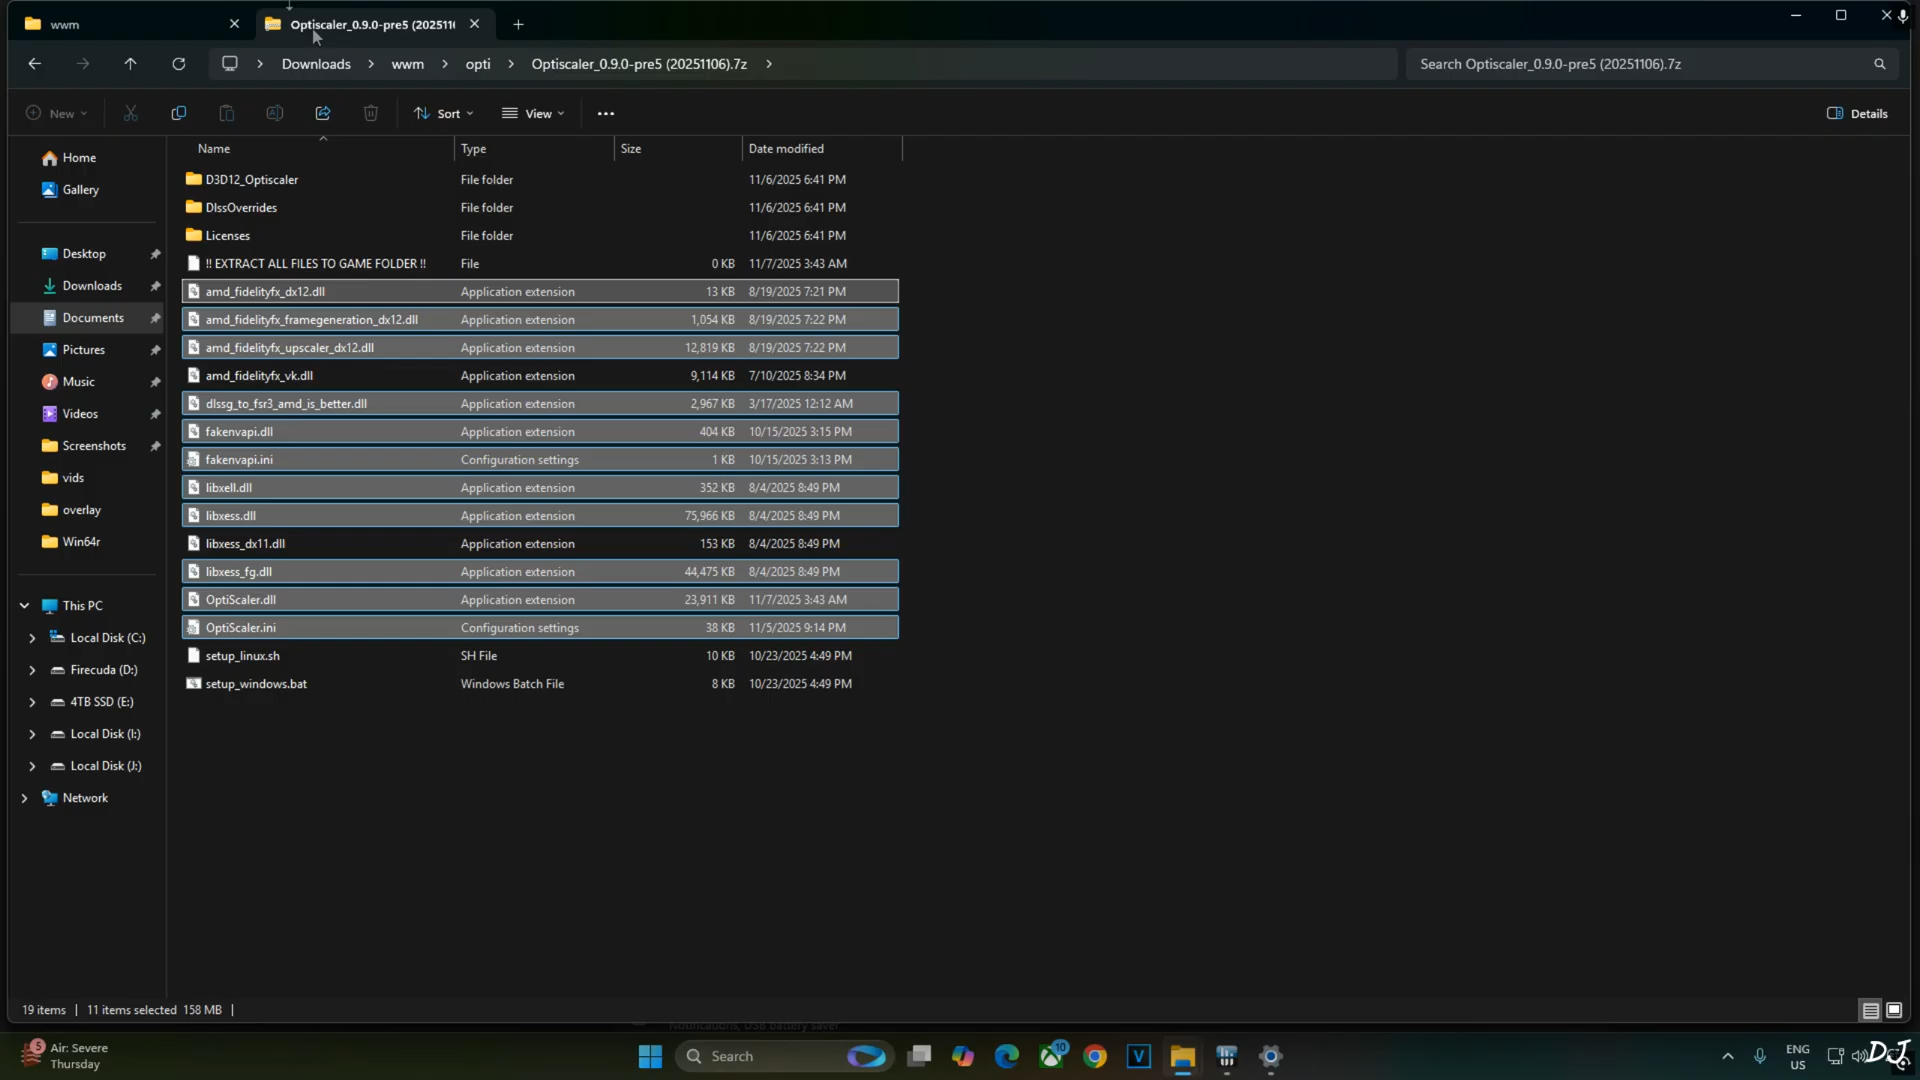 wwm
Optiscaler_0.9.0-pre5 (2025110
Downloads
wwm
opti
Optiscaler_0.9.0-pre5 (20251106).7z
Search Optiscaler_0.9.0-pre5 (20251106).7z
New
Sort
View
Details
Name Type Size Date modified
D3D12_Optiscaler File folder 11/6/2025 6:41 PM
DlssOverrides File folder 11/6/2025 6:41 PM
Licenses File folder 11/6/2025 6:41 PM
!! EXTRACT ALL FILES TO GAME FOLDER !! File 0 KB 11/7/2025 3:43 AM
amd_fidelityfx_dx12.dll Application extension 13 KB 8/19/2025 7:21 PM
amd_fidelityfx_framegeneration_dx12.dll Application extension 1,054 KB 8/19/2025 7:22 PM
amd_fidelityfx_upscaler_dx12.dll Application extension 12,819 KB 8/19/2025 7:22 PM
amd_fidelityfx_vk.dll Application extension 9,114 KB 7/10/2025 8:34 PM
dlssg_to_fsr3_amd_is_better.dll Application extension 2,967 KB 3/17/2025 12:12 AM
fakenvapi.dll Application extension 404 KB 10/15/2025 3:15 PM
fakenvapi.ini Configuration settings 1 KB 10/15/2025 3:13 PM
libxell.dll Application extension 352 KB 8/4/2025 8:49 PM
libxess.dll Application extension 75,966 KB 8/4/2025 8:49 PM
libxess_dx11.dll Application extension 153 KB 8/4/2025 8:49 PM
libxess_fg.dll Application extension 44,475 KB 8/4/2025 8:49 PM
OptiScaler.dll Application extension 23,911 KB 11/7/2025 3:43 AM
OptiScaler.ini Configuration settings 38 KB 11/5/2025 9:14 PM
setup_linux.sh SH File 10 KB 10/23/2025 4:49 PM
setup_windows.bat Windows Batch File 8 KB 10/23/2025 4:49 PM
Home
Gallery
Desktop
Downloads
Documents
Pictures
Music
Videos
Screenshots
vids
overlay
Win64r
This PC
Local Disk (C:)
Firecuda (D:)
4TB SSD (E:)
Local Disk (I:)
Local Disk (J:)
Network
19 items
11 items selected 158 MB
Notifications, USB battery saver
5
Air: Severe
Thursday
Search
10
V
ENG
US
DJ